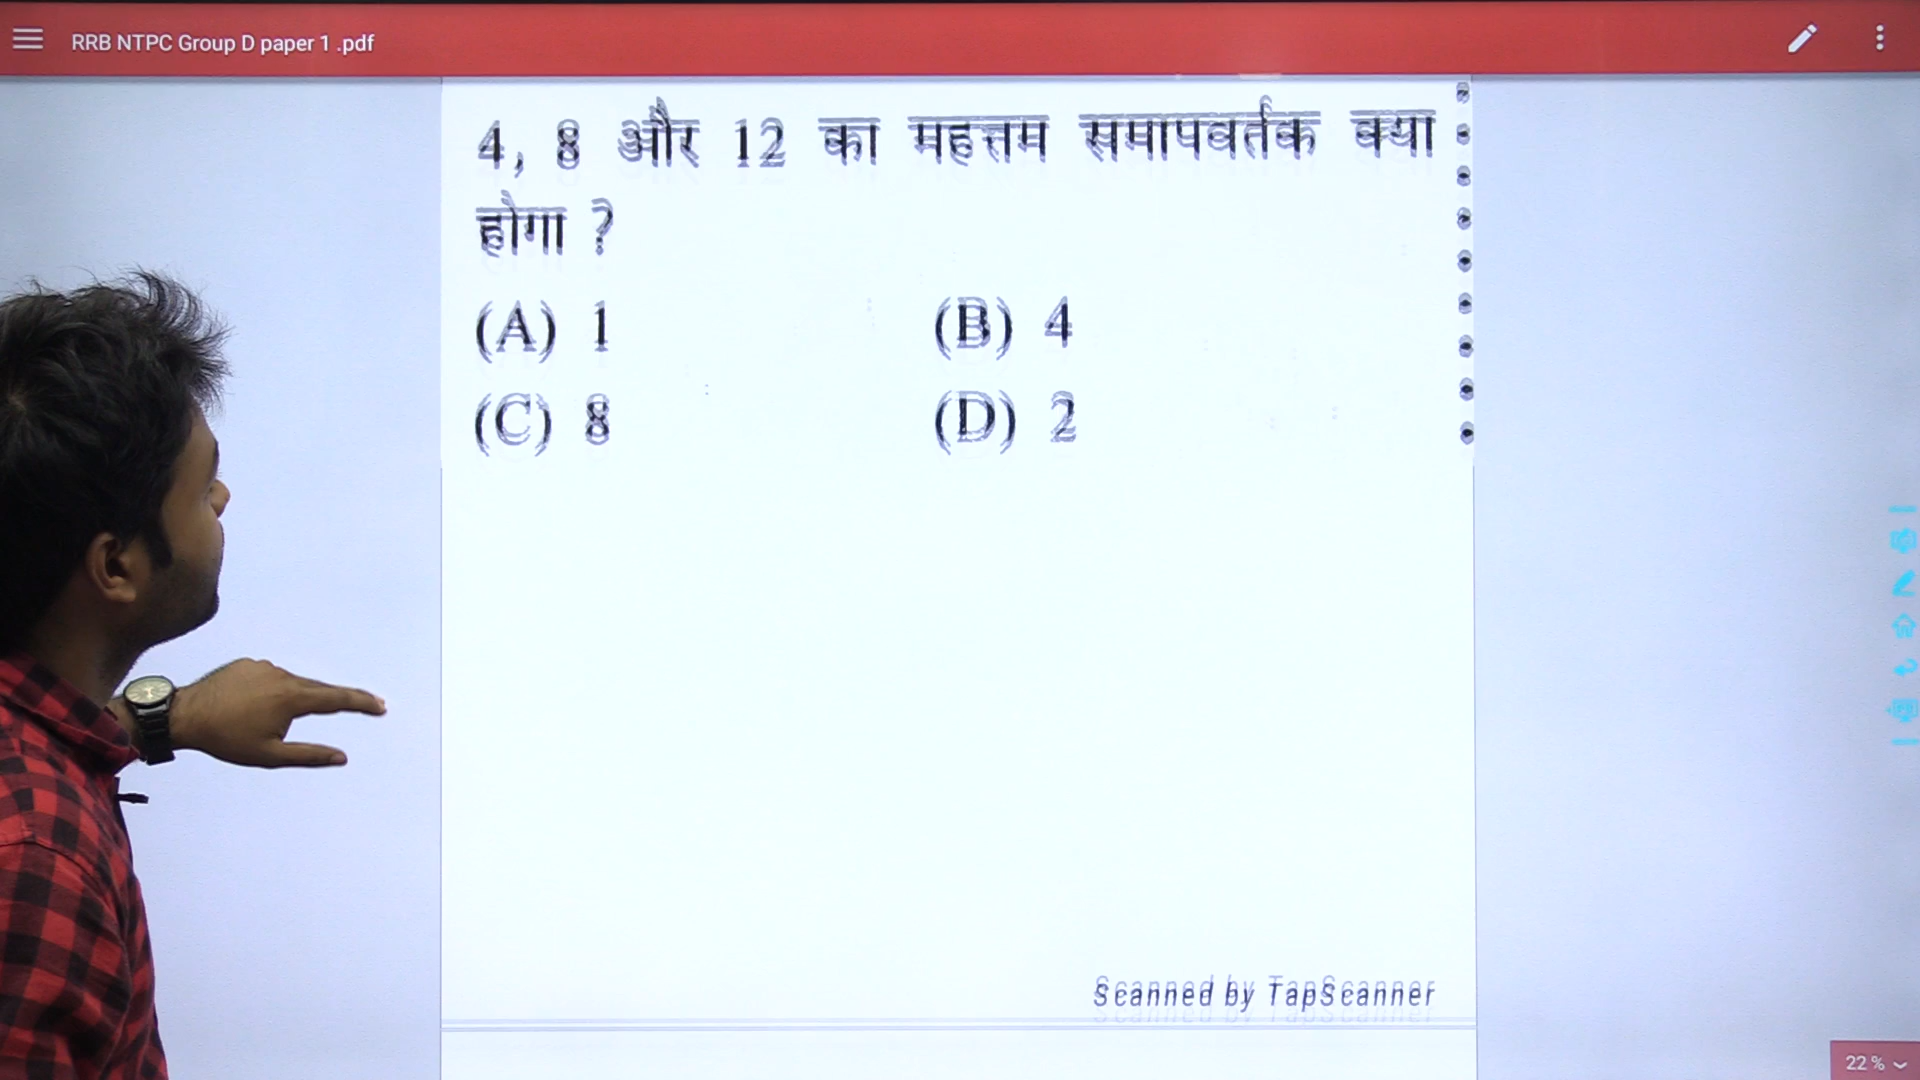 RRB NTPC Group D paper 1 .pdf
4, 8 और 12 का महत्तम समापवर्तक क्या
होगा ?
(A) 1 (B) 4
(C) 8 (D) 2
Scanned by TapScanner
22 %